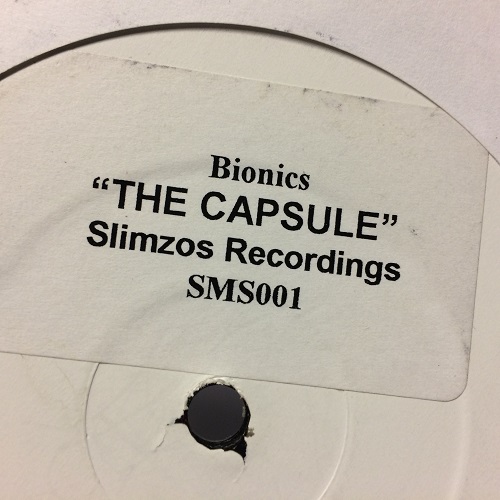 Bionics
“THE CAPSULE”
Slimzos Recordings
SMS001